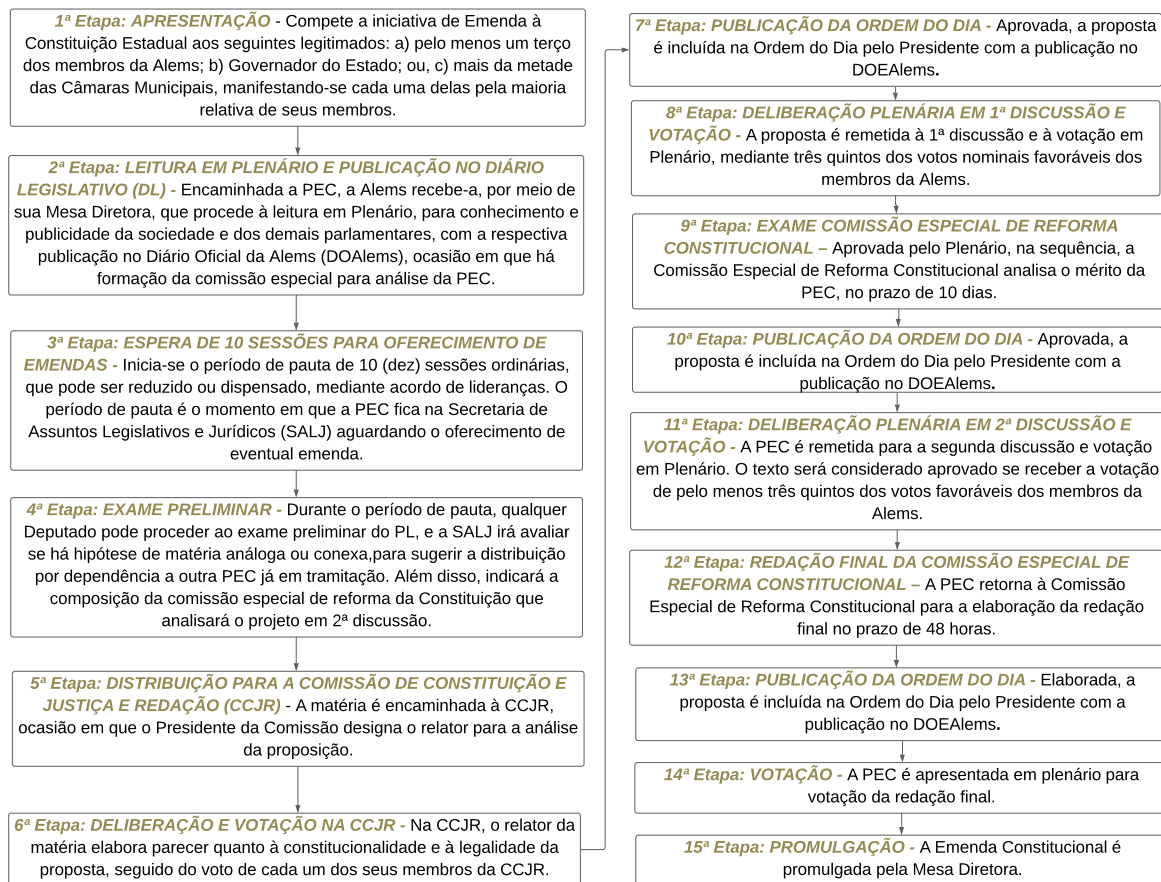 1ª Etapa: APRESENTAÇÃO - Compete a iniciativa de Emenda à
Constituição Estadual aos seguintes legitimados: a) pelo menos um terço
dos membros da Alems; b) Governador do Estado; ou, c) mais da metade
das Câmaras Municipais, manifestando-se cada uma delas pela maioria
relativa de seus membros.
2ª Etapa: LEITURA EM PLENÁRIO E PUBLICAÇÃO NO DIÁRIO
LEGISLATIVO (DL) - Encaminhada a PEC, a Alems recebe-a, por meio de
sua Mesa Diretora, que procede à leitura em Plenário, para conhecimento e
publicidade da sociedade e dos demais parlamentares, com a respectiva
publicação no Diário Oficial da Alems (DOAlems), ocasião em que há
formação da comissão especial para análise da PEC.
3ª Etapa: ESPERA DE 10 SESSÕES PARA OFERECIMENTO DE
EMENDAS - Inicia-se o período de pauta de 10 (dez) sessões ordinárias,
que pode ser reduzido ou dispensado, mediante acordo de lideranças. O
período de pauta é o momento em que a PEC fica na Secretaria de
Assuntos Legislativos e Jurídicos (SALJ) aguardando o oferecimento de
eventual emenda.
4ª Etapa: EXAME PRELIMINAR - Durante o período de pauta, qualquer
Deputado pode proceder ao exame preliminar do PL, e a SALJ irá avaliar
se há hipótese de matéria análoga ou conexa,para sugerir a distribuição
por dependência a outra PEC já em tramitação. Além disso, indicará a
composição da comissão especial de reforma da Constituição que
analisará o projeto em 2ª discussão.
5ª Etapa: DISTRIBUIÇÃO PARA A COMISSÃO DE CONSTITUIÇÃO E
JUSTIÇA E REDAÇÃO (CCJR) - A matéria é encaminhada à CCJR,
ocasião em que o Presidente da Comissão designa o relator para a análise
da proposição.
6ª Etapa: DELIBERAÇÃO E VOTAÇÃO NA CCJR - Na CCJR, o relator da
matéria elabora parecer quanto à constitucionalidade e à legalidade da
proposta, seguido do voto de cada um dos seus membros da CCJR.
7ª Etapa: PUBLICAÇÃO DA ORDEM DO DIA - Aprovada, a proposta
é incluída na Ordem do Dia pelo Presidente com a publicação no
DOEAlems.
8ª Etapa: DELIBERAÇÃO PLENÁRIA EM 1ª DISCUSSÃO E
VOTAÇÃO - A proposta é remetida à 1ª discussão e à votação em
Plenário, mediante três quintos dos votos nominais favoráveis dos
membros da Alems.
9ª Etapa: EXAME COMISSÃO ESPECIAL DE REFORMA
CONSTITUCIONAL – Aprovada pelo Plenário, na sequência, a
Comissão Especial de Reforma Constitucional analisa o mérito da
PEC, no prazo de 10 dias.
10ª Etapa: PUBLICAÇÃO DA ORDEM DO DIA - Aprovada, a
proposta é incluída na Ordem do Dia pelo Presidente com a
publicação no DOEAlems.
11ª Etapa: DELIBERAÇÃO PLENÁRIA EM 2ª DISCUSSÃO E
VOTAÇÃO - A PEC é remetida para a segunda discussão e votação
em Plenário. O texto será considerado aprovado se receber a votação
de pelo menos três quintos dos votos favoráveis dos membros da
Alems.
12ª Etapa: REDAÇÃO FINAL DA COMISSÃO ESPECIAL DE
REFORMA CONSTITUCIONAL – A PEC retorna à Comissão
Especial de Reforma Constitucional para a elaboração da redação
final no prazo de 48 horas.
13ª Etapa: PUBLICAÇÃO DA ORDEM DO DIA - Elaborada, a
proposta é incluída na Ordem do Dia pelo Presidente com a
publicação no DOEAlems.
14ª Etapa: VOTAÇÃO - A PEC é apresentada em plenário para
votação da redação final.
15ª Etapa: PROMULGAÇÃO - A Emenda Constitucional é
promulgada pela Mesa Diretora.